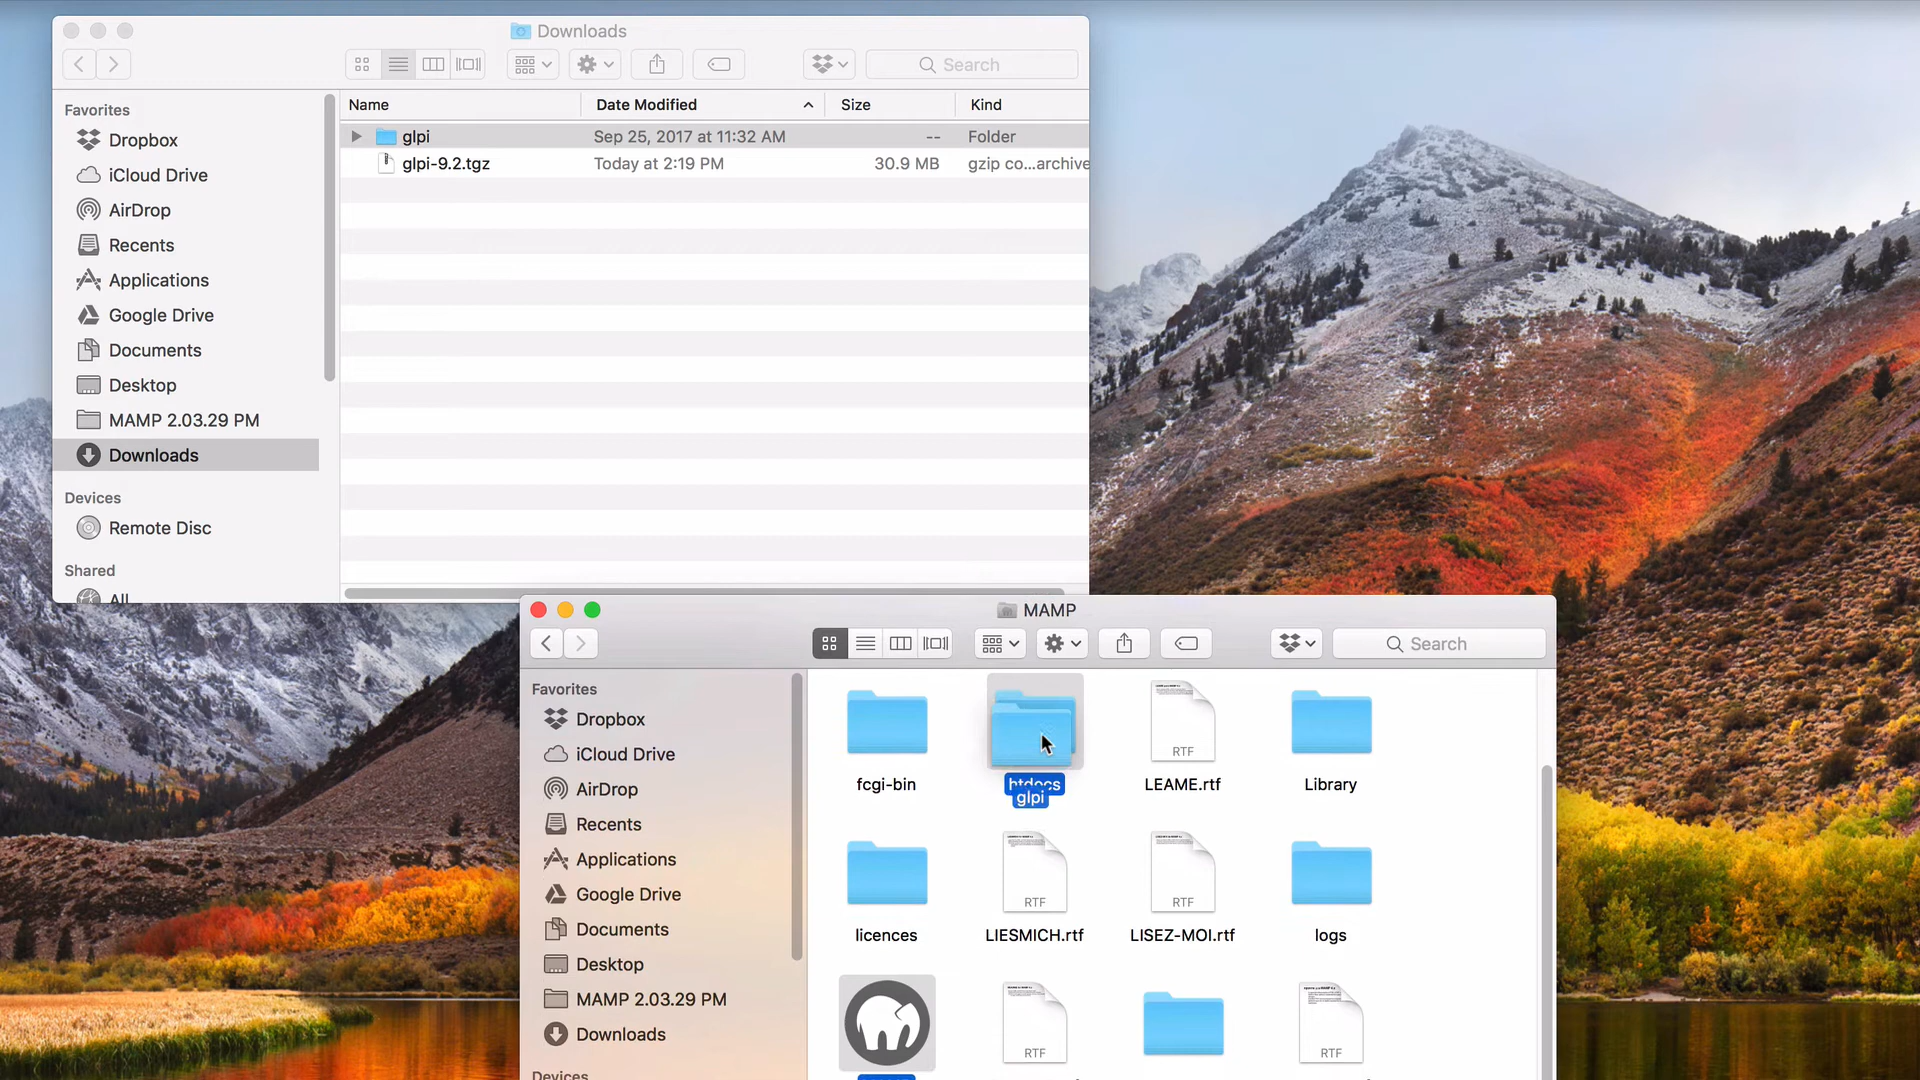 Downloads
Search
Name
Date Modified
Size
Kind
Favorites
Dropbox
iCloud Drive
AirDrop
Recents
Applications
Google Drive
Documents
Desktop
MAMP 2.03.29 PM
Downloads
Devices
Remote Disc
Shared
All
glpi
Sep 25, 2017 at 11:32 AM
--
Folder
glpi-9.2.tgz
Today at 2:19 PM
30.9 MB
gzip co...archive
MAMP
Search
Favorites
Dropbox
iCloud Drive
AirDrop
Recents
Applications
Google Drive
Documents
Desktop
MAMP 2.03.29 PM
Downloads
Devices
RTF
fcgi-bin
htdocs
glpi
LEAME.rtf
Library
RTF
RTF
licences
LIESMICH.rtf
LISEZ-MOI.rtf
logs
RTF
RTF